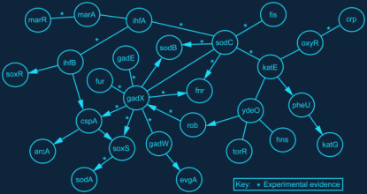 marR
marA
ihfA
fis
crp
sodC
oxyR
ihfB
gadE
sodB
soxR
fur
katE
gadX
fnr
pheU
cspA
ydeO
rob
arcA
soxS
gadW
hns
katG
torR
sodA
evgA
Key: * Experimental evidence